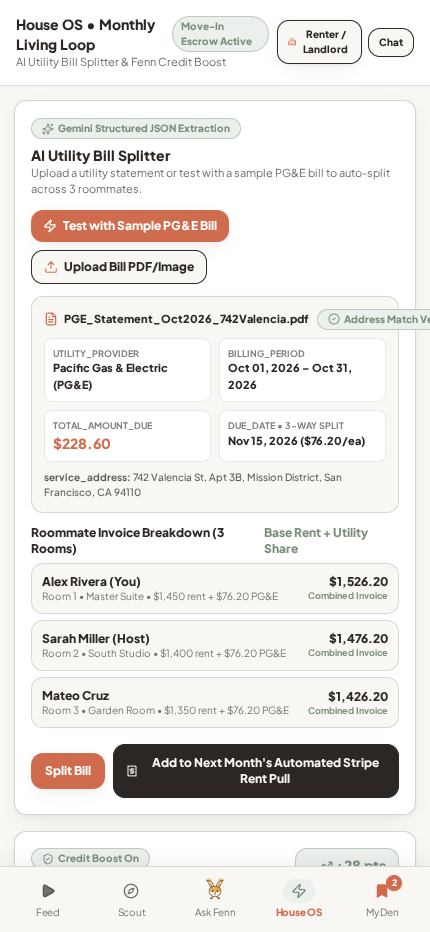 House OS • Monthly
Living Loop
AI Utility Bill Splitter & Fenn Credit Boost
Move-In
Escrow Active
Renter /
Landlord
Chat
Gemini Structured JSON Extraction
AI Utility Bill Splitter
Upload a utility statement or test with a sample PG&E bill to auto-split
across 3 roommates.
Test with Sample PG&E Bill
Upload Bill PDF/Image
PGE_Statement_Oct2026_742Valencia.pdf
Address Match Ve
UTILITY_PROVIDER
Pacific Gas & Electric
(PG&E)
BILLING_PERIOD
Oct 01, 2026 – Oct 31,
2026
TOTAL_AMOUNT_DUE
$228.60
DUE_DATE • 3-WAY SPLIT
Nov 15, 2026 ($76.20/ea)
service_address: 742 Valencia St, Apt 3B, Mission District, San
Francisco, CA 94110
Roommate Invoice Breakdown (3
Rooms)
Base Rent + Utility
Share
Alex Rivera (You)
Room 1 • Master Suite • $1,450 rent + $76.20 PG&E
$1,526.20
Combined Invoice
Sarah Miller (Host)
Room 2 • South Studio • $1,400 rent + $76.20 PG&E
$1,476.20
Combined Invoice
Mateo Cruz
Room 3 • Garden Room • $1,350 rent + $76.20 PG&E
$1,426.20
Combined Invoice
Split Bill
Add to Next Month's Automated Stripe
Rent Pull
Credit Boost On
+28 pts
Feed
Scout
Ask Fenn
House OS
2
My Den